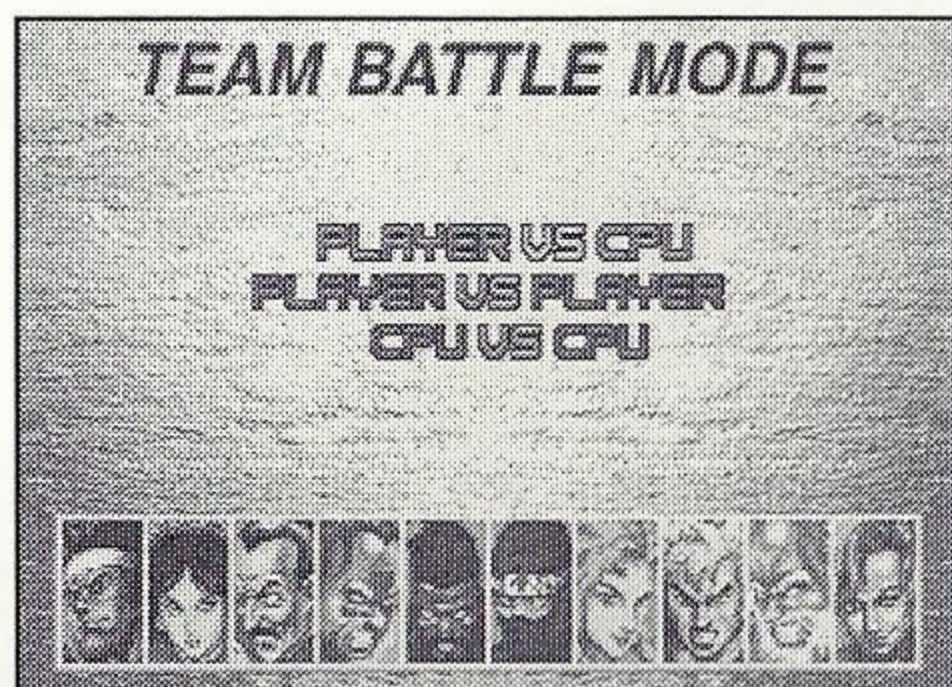 TEAM BATTLE MODE
PLAYER VS CPU
PLAYER VS PLAYER
CPU VS CPU